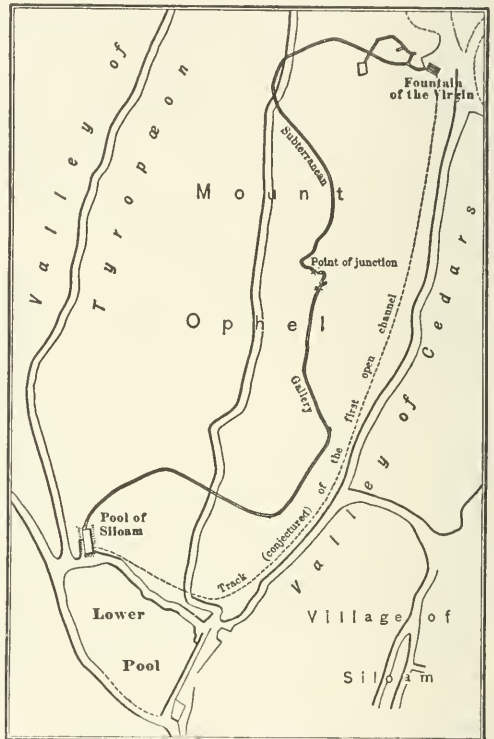 Valley of
Tyropœon
Fountain
of the Virgin
Subterranean
Mount
Point of junction
Ophel
Gallery
Track (conjectured) of the first open channel
Valley of Cedars
Pool of
Siloam
Lower
Pool
Village of
Siloam